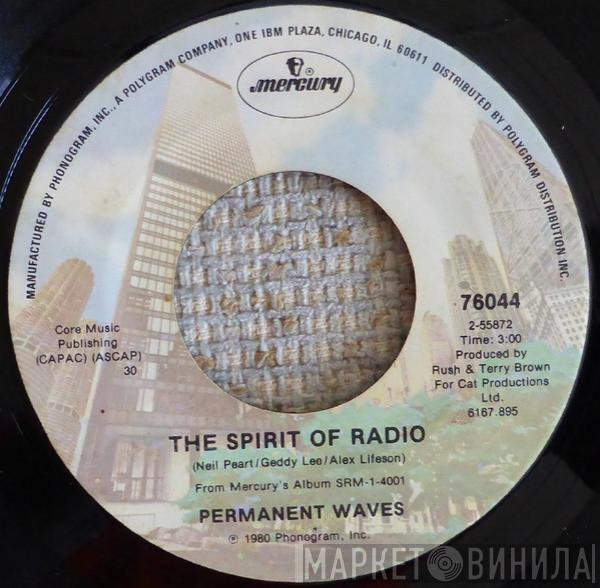 MANUFACTURED BY PHONOGRAM, INC., A POLYGRAM COMPANY, ONE IBM PLAZA, CHICAGO, IL 60611 DISTRIBUTED BY POLYGRAM DISTRIBUTION INC.
mercury
®
Core Music
Publishing
(CAPAC) (ASCAP)
30
76044
2-55872
Time: 3:00
Produced by
Rush & Terry Brown
For Cat Productions
Ltd.
6167.895
THE SPIRIT OF RADIO
(Neil Peart/Geddy Lee/Alex Lifeson)
From Mercury's Album SRM-1-4001
PERMANENT WAVES
℗ 1980 Phonogram, Inc.
МАРКЕТ ВИНИЛА